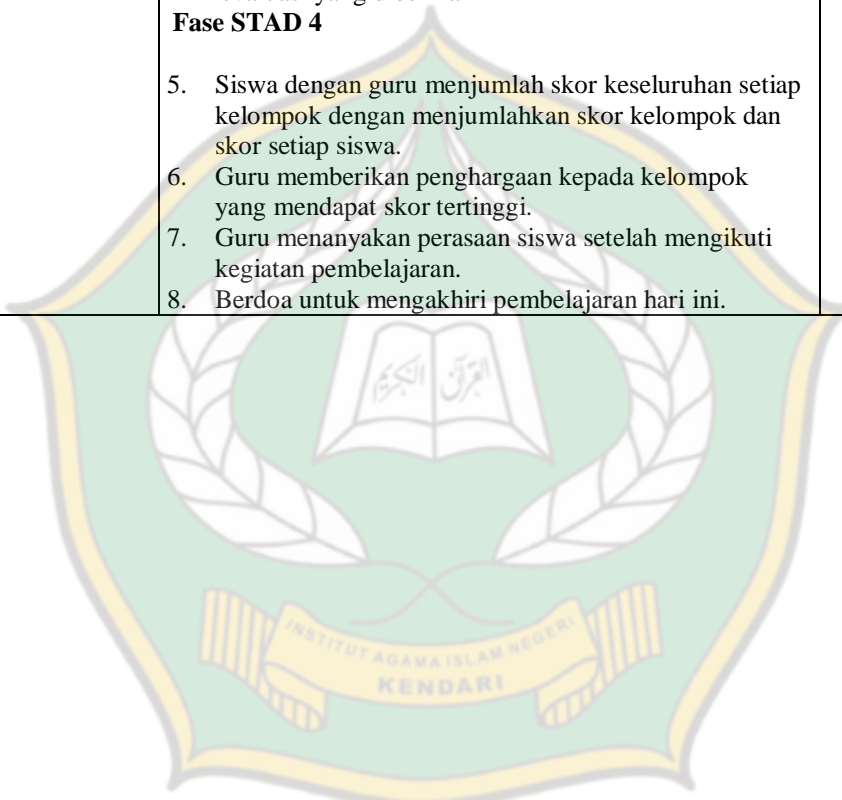 Fase STAD 4
5. Siswa dengan guru menjumlah skor keseluruhan setiap
kelompok dengan menjumlahkan skor kelompok dan
skor setiap siswa.
6. Guru memberikan penghargaan kepada kelompok
yang mendapat skor tertinggi.
7. Guru menanyakan perasaan siswa setelah mengikuti
kegiatan pembelajaran.
8. Berdoa untuk mengakhiri pembelajaran hari ini.
القرآن الكريم
INSTITUT AGAMA ISLAM NEGERI
KENDARI